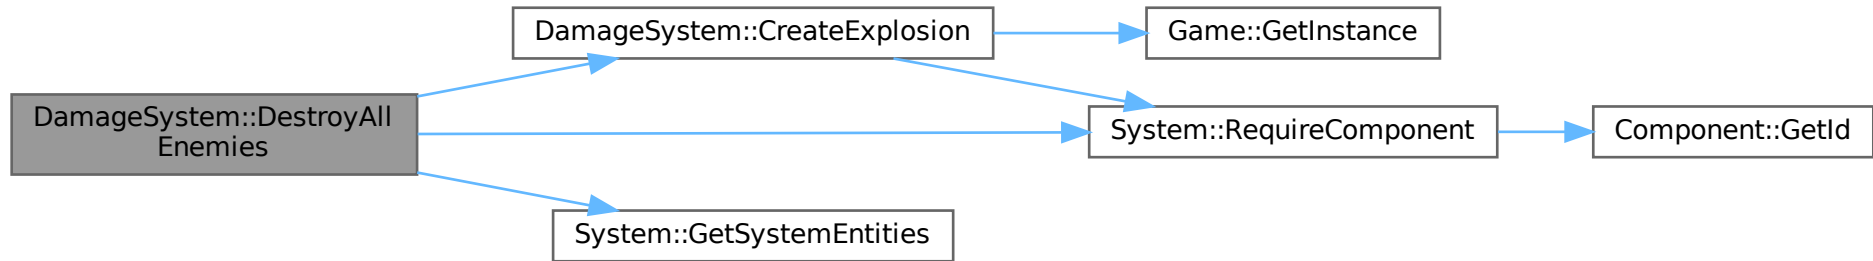 DamageSystem::CreateExplosion
Game::GetInstance
DamageSystem::DestroyAll
Enemies
System::RequireComponent
Component::GetId
System::GetSystemEntities